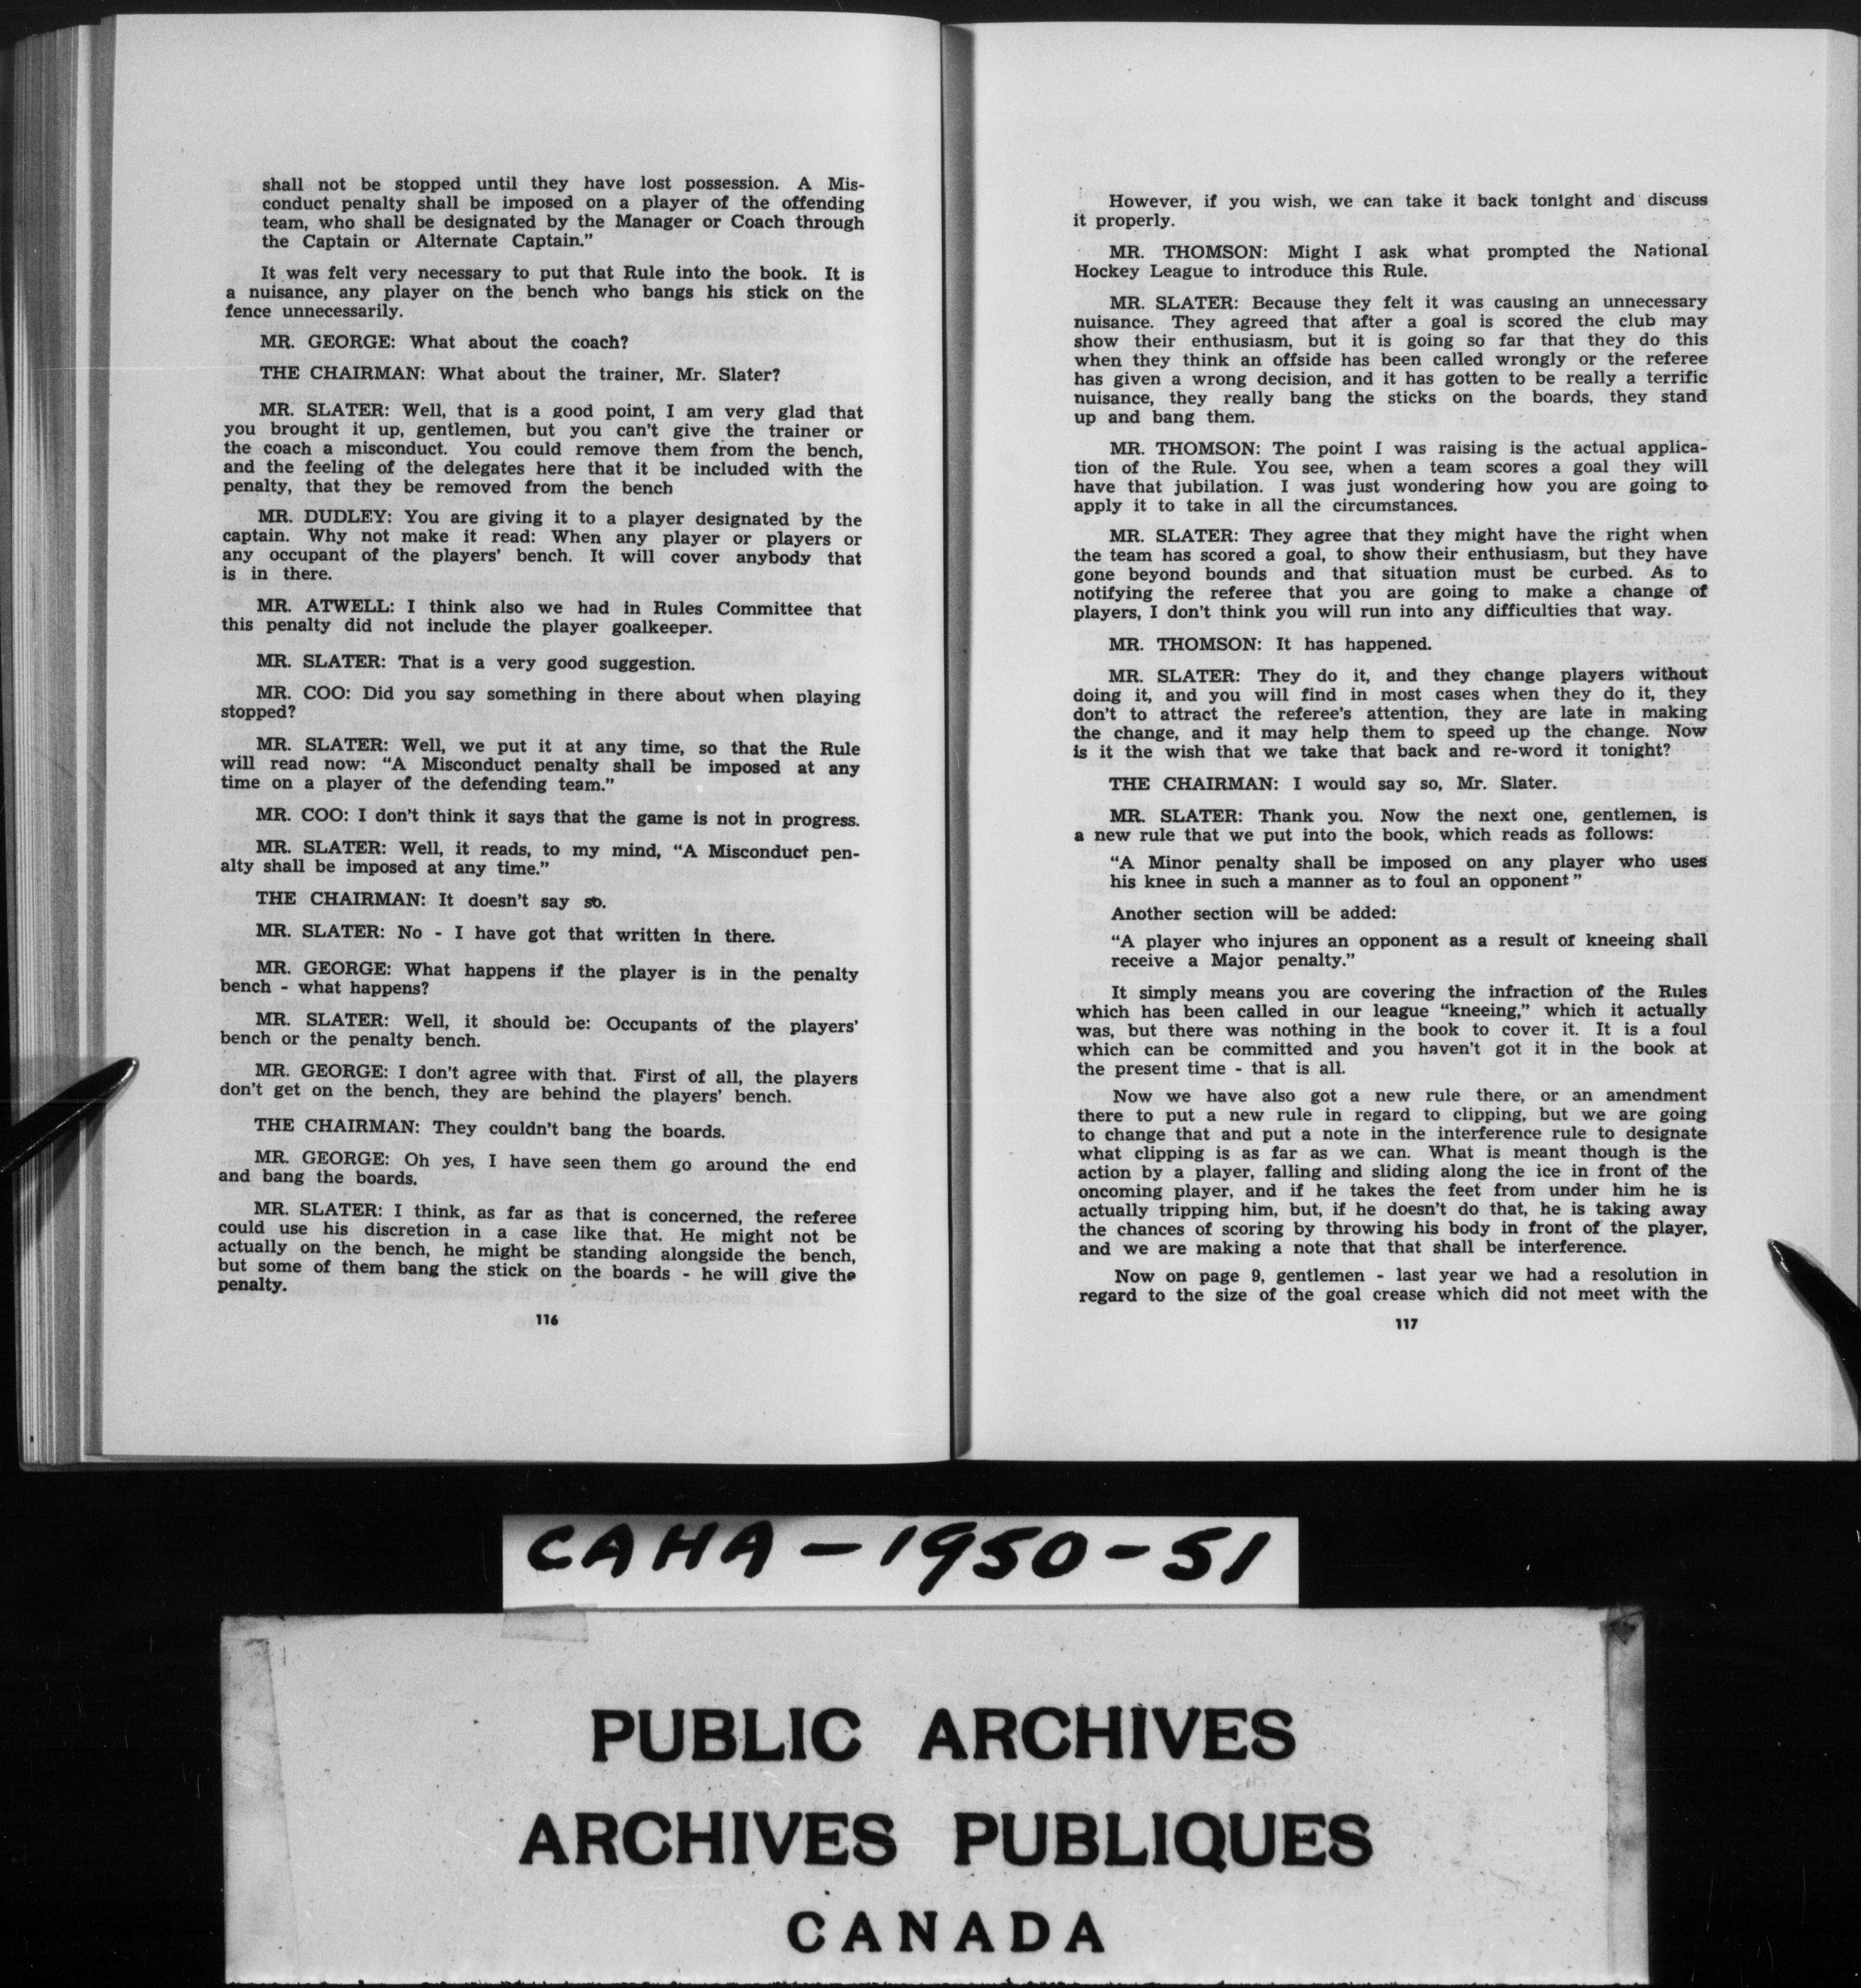 shall not be stopped until they have lost possession. A Mis-
conduct penalty shall be imposed on a player of the offending
team, who shall be designated by the Manager or Coach through
the Captain or Alternate Captain."
It was felt very necessary to put that Rule into the book. It is
a nuisance, any player on the bench who bangs his stick on the
fence unnecessarily.
MR. GEORGE: What about the coach?
THE CHAIRMAN: What about the trainer, Mr. Slater?
MR. SLATER: Well, that is a good point, I am very glad that
you brought it up, gentlemen, but you can't give the trainer or
the coach a misconduct. You could remove them from the bench,
and the feeling of the delegates here that it be included with the
penalty, that they be removed from the bench
MR. DUDLEY: You are giving it to a player designated by the
captain. Why not make it read: When any player or players or
any occupant of the players' bench. It will cover anybody that
is in there.
MR. ATWELL: I think also we had in Rules Committee that
this penalty did not include the player goalkeeper.
MR. SLATER: That is a very good suggestion.
MR. COO: Did you say something in there about when playing
stopped?
MR. SLATER: Well, we put it at any time, so that the Rule
will read now: "A Misconduct penalty shall be imposed at any
time on a player of the defending team."
MR. COO: I don't think it says that the game is not in progress.
MR. SLATER: Well, it reads, to my mind, "A Misconduct pen-
alty shall be imposed at any time."
THE CHAIRMAN: It doesn't say so.
MR. SLATER: No - I have got that written in there.
MR. GEORGE: What happens if the player is in the penalty
bench - what happens?
MR. SLATER: Well, it should be: Occupants of the players'
bench or the penalty bench.
MR. GEORGE: I don't agree with that. First of all, the players
don't get on the bench, they are behind the players' bench.
THE CHAIRMAN: They couldn't bang the boards.
MR. GEORGE: Oh yes, I have seen them go around the end
and bang the boards.
MR. SLATER: I think, as far as that is concerned, the referee
could use his discretion in a case like that. He might not be
actually on the bench, he might be standing alongside the bench,
but some of them bang the stick on the boards - he will give the
penalty.
116
However, if you wish, we can take it back tonight and discuss
it properly.
MR. THOMSON: Might I ask what prompted the National
Hockey League to introduce this Rule.
MR. SLATER: Because they felt it was causing an unnecessary
nuisance. They agreed that after a goal is scored the club may
show their enthusiasm, but it is going so far that they do this
when they think an offside has been called wrongly or the referee
has given a wrong decision, and it has gotten to be really a terrific
nuisance, they really bang the sticks on the boards, they stand
up and bang them.
MR. THOMSON: The point I was raising is the actual applica-
tion of the Rule. You see, when a team scores a goal they will
have that jubilation. I was just wondering how you are going to
apply it to take in all the circumstances.
MR. SLATER: They agree that they might have the right when
the team has scored a goal, to show their enthusiasm, but they have
gone beyond bounds and that situation must be curbed. As to
notifying the referee that you are going to make a change of
players, I don't think you will run into any difficulties that way.
MR. THOMSON: It has happened.
MR. SLATER: They do it, and they change players without
doing it, and you will find in most cases when they do it, they
don't to attract the referee's attention, they are late in making
the change, and it may help them to speed up the change. Now
is it the wish that we take that back and re-word it tonight?
THE CHAIRMAN: I would say so, Mr. Slater.
MR. SLATER: Thank you. Now the next one, gentlemen, is
a new rule that we put into the book, which reads as follows:
"A Minor penalty shall be imposed on any player who uses
his knee in such a manner as to foul an opponent"
Another section will be added:
"A player who injures an opponent as a result of kneeing shall
receive a Major penalty."
It simply means you are covering the infraction of the Rules
which has been called in our league "kneeing," which it actually
was, but there was nothing in the book to cover it. It is a foul
which can be committed and you haven't got it in the book at
the present time - that is all.
Now we have also got a new rule there, or an amendment
there to put a new rule in regard to clipping, but we are going
to change that and put a note in the interference rule to designate
what clipping is as far as we can. What is meant though is the
action by a player, falling and sliding along the ice in front of the
oncoming player, and if he takes the feet from under him he is
actually tripping him, but, if he doesn't do that, he is taking away
the chances of scoring by throwing his body in front of the player,
and we are making a note that that shall be interference.
Now on page 9, gentlemen - last year we had a resolution in
regard to the size of the goal crease which did not meet with the
117
CAHA-1950-51
PUBLIC ARCHIVES
ARCHIVES PUBLIQUES
CANADA